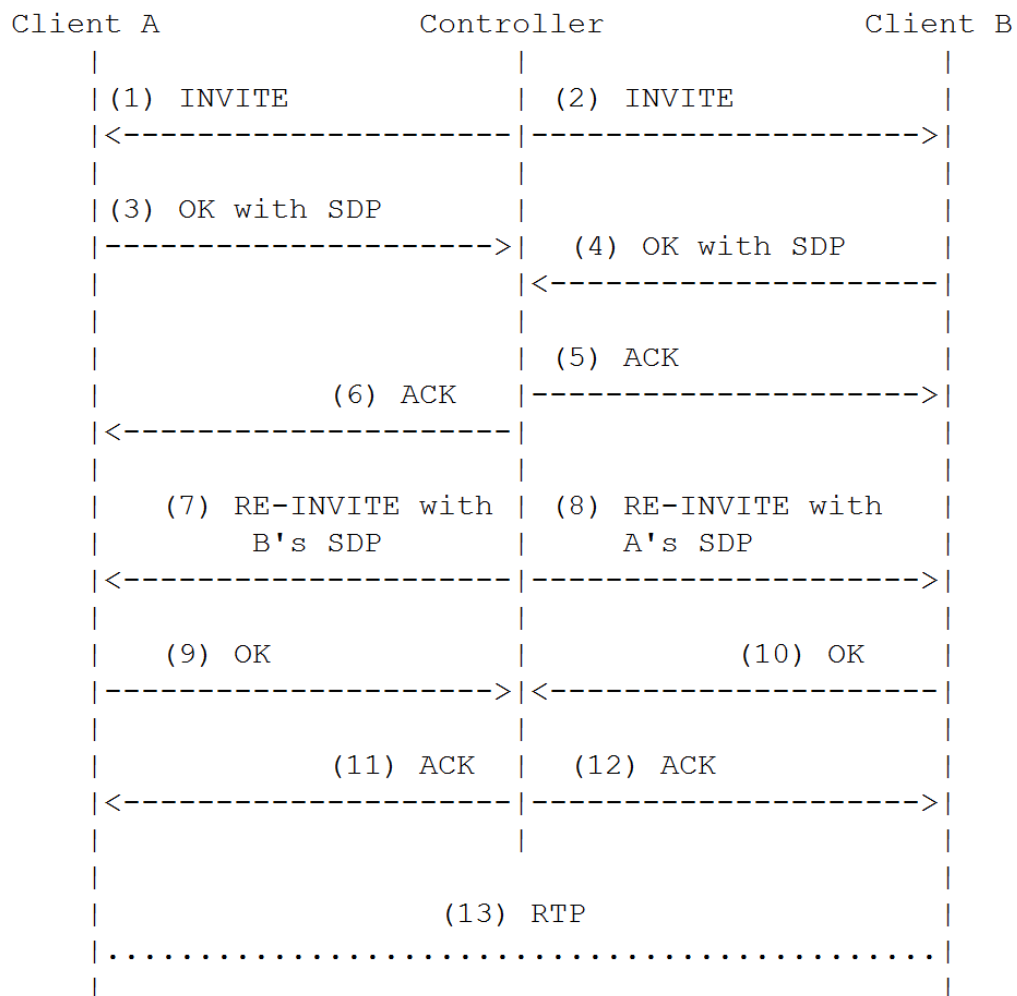 Client A Controller Client B
(1) INVITE (2) INVITE
(3) OK with SDP
(4) OK with SDP
(5) ACK
(6) ACK
(7) RE-INVITE with (8) RE-INVITE with
B's SDP A's SDP
(9) OK (10) OK
(11) ACK (12) ACK
(13) RTP